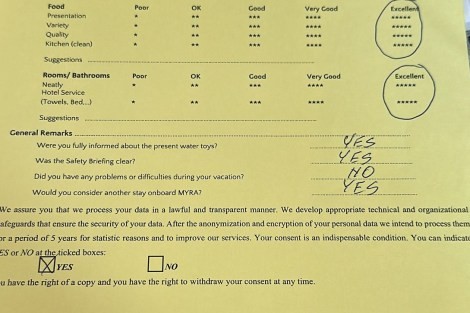 Food Poor OK Good Very Good Excellent
Presentation * ** *** **** *****
Variety * ** *** **** *****
Quality * ** *** **** *****
Kitchen (clean) * ** *** **** *****
Suggestions
Rooms/ Bathrooms Poor OK Good Very Good Excellent
Neatly * ** *** **** *****
Hotel Service
(Towels, Bed...) * ** *** **** *****
Suggestions
General Remarks
Were you fully informed about the present water toys? YES
Was the Safety Briefing clear? YES
Did you have any problems or difficulties during your vacation? NO
Would you consider another stay onboard MYRA? YES
We assure you that we process your data in a lawful and transparent manner. We develop appropriate technical and organizational
safeguards that ensure the security of your data. After the anonymization and encryption of your personal data we intend to process them
or a period of 5 years for statistic reasons and to improve our services. Your consent is an indispensable condition. You can indicate
ES or NO at the ticked boxes:
X YES NO
u have the right of a copy and you have the right to withdraw your consent at any time.